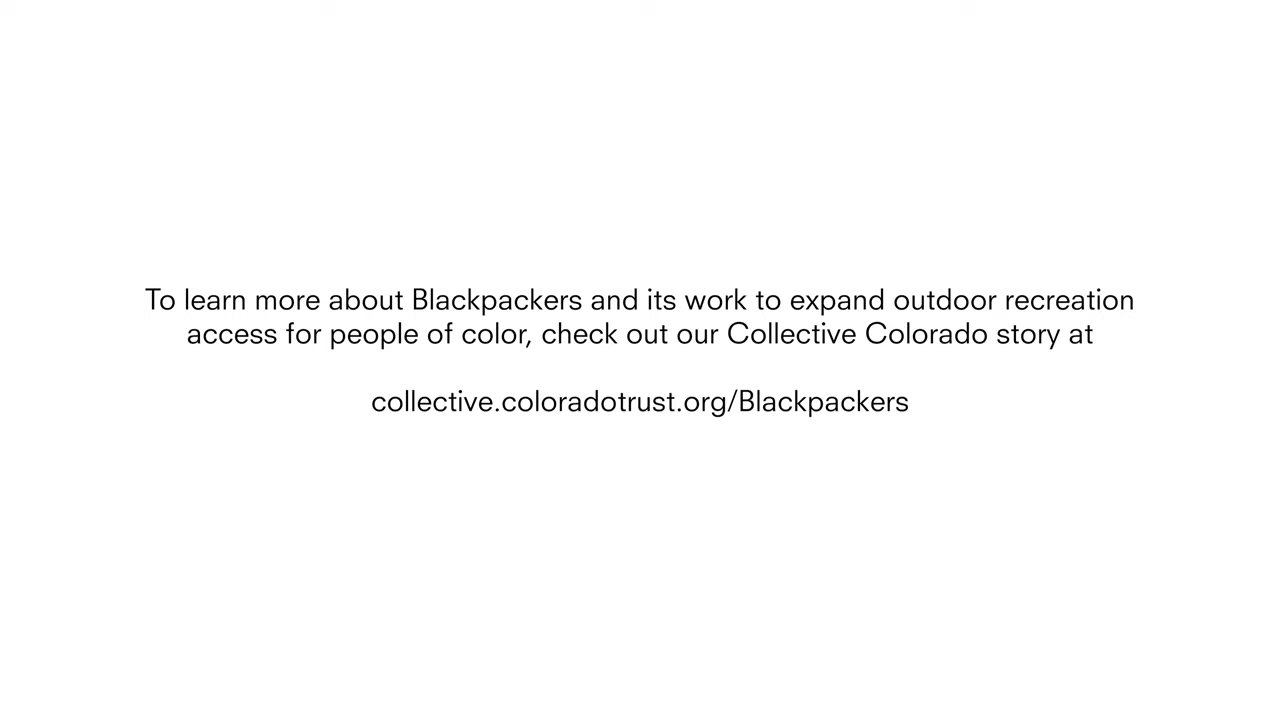 To learn more about Blackpackers and its work to expand outdoor recreation
access for people of color, check out our Collective Colorado story at
collective.coloradotrust.org/Blackpackers